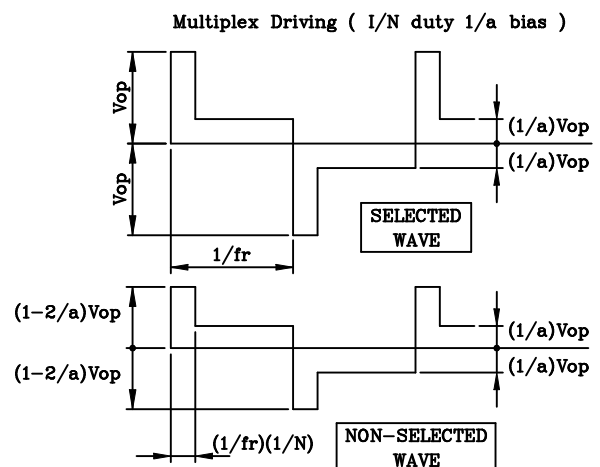 Multiplex Driving ( I/N duty 1/a bias )
Vop
Vop
(1/a)Vop
(1/a)Vop
SELECTED
WAVE
1/fr
(1-2/a)Vop
(1-2/a)Vop
(1/a)Vop
(1/a)Vop
(1/fr)(1/N)
NON-SELECTED
WAVE